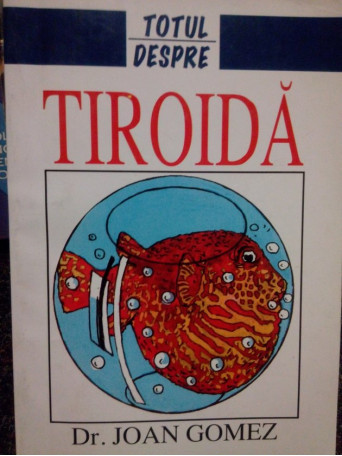 TOTUL
DESPRE
TIROIDĂ
Dr. JOAN GOMEZ